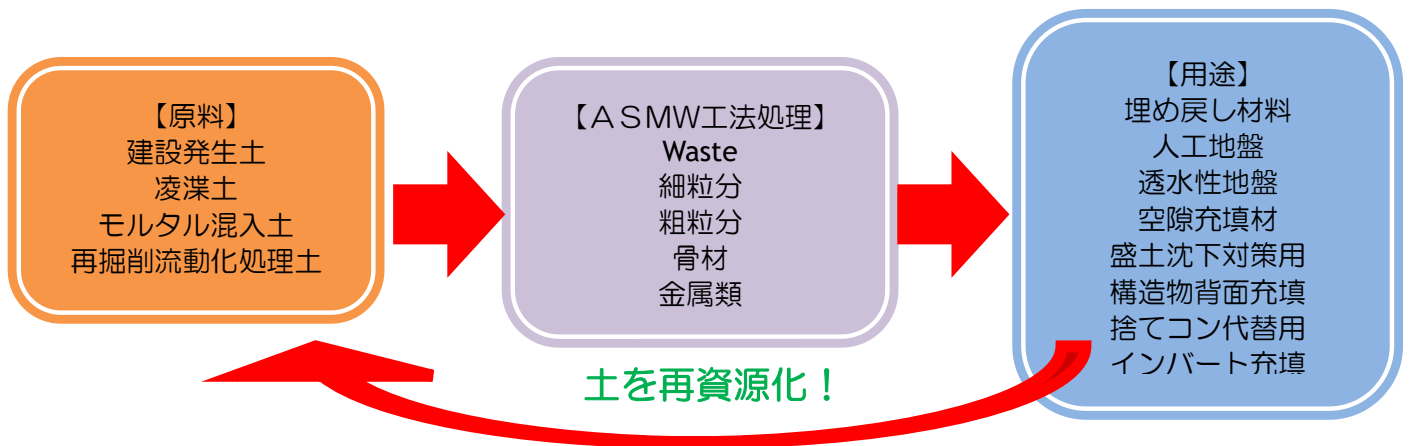 【原料】
建設発生土
凌渫土
モルタル混入土
再掘削流動化処理土
【ＡＳＭＷ工法処理】
Waste
細粒分
粗粒分
骨材
金属類
【用途】
埋め戻し材料
人工地盤
透水性地盤
空隙充填材
盛土沈下対策用
構造物背面充填
捨てコン代替用
インバート充填
土を再資源化！